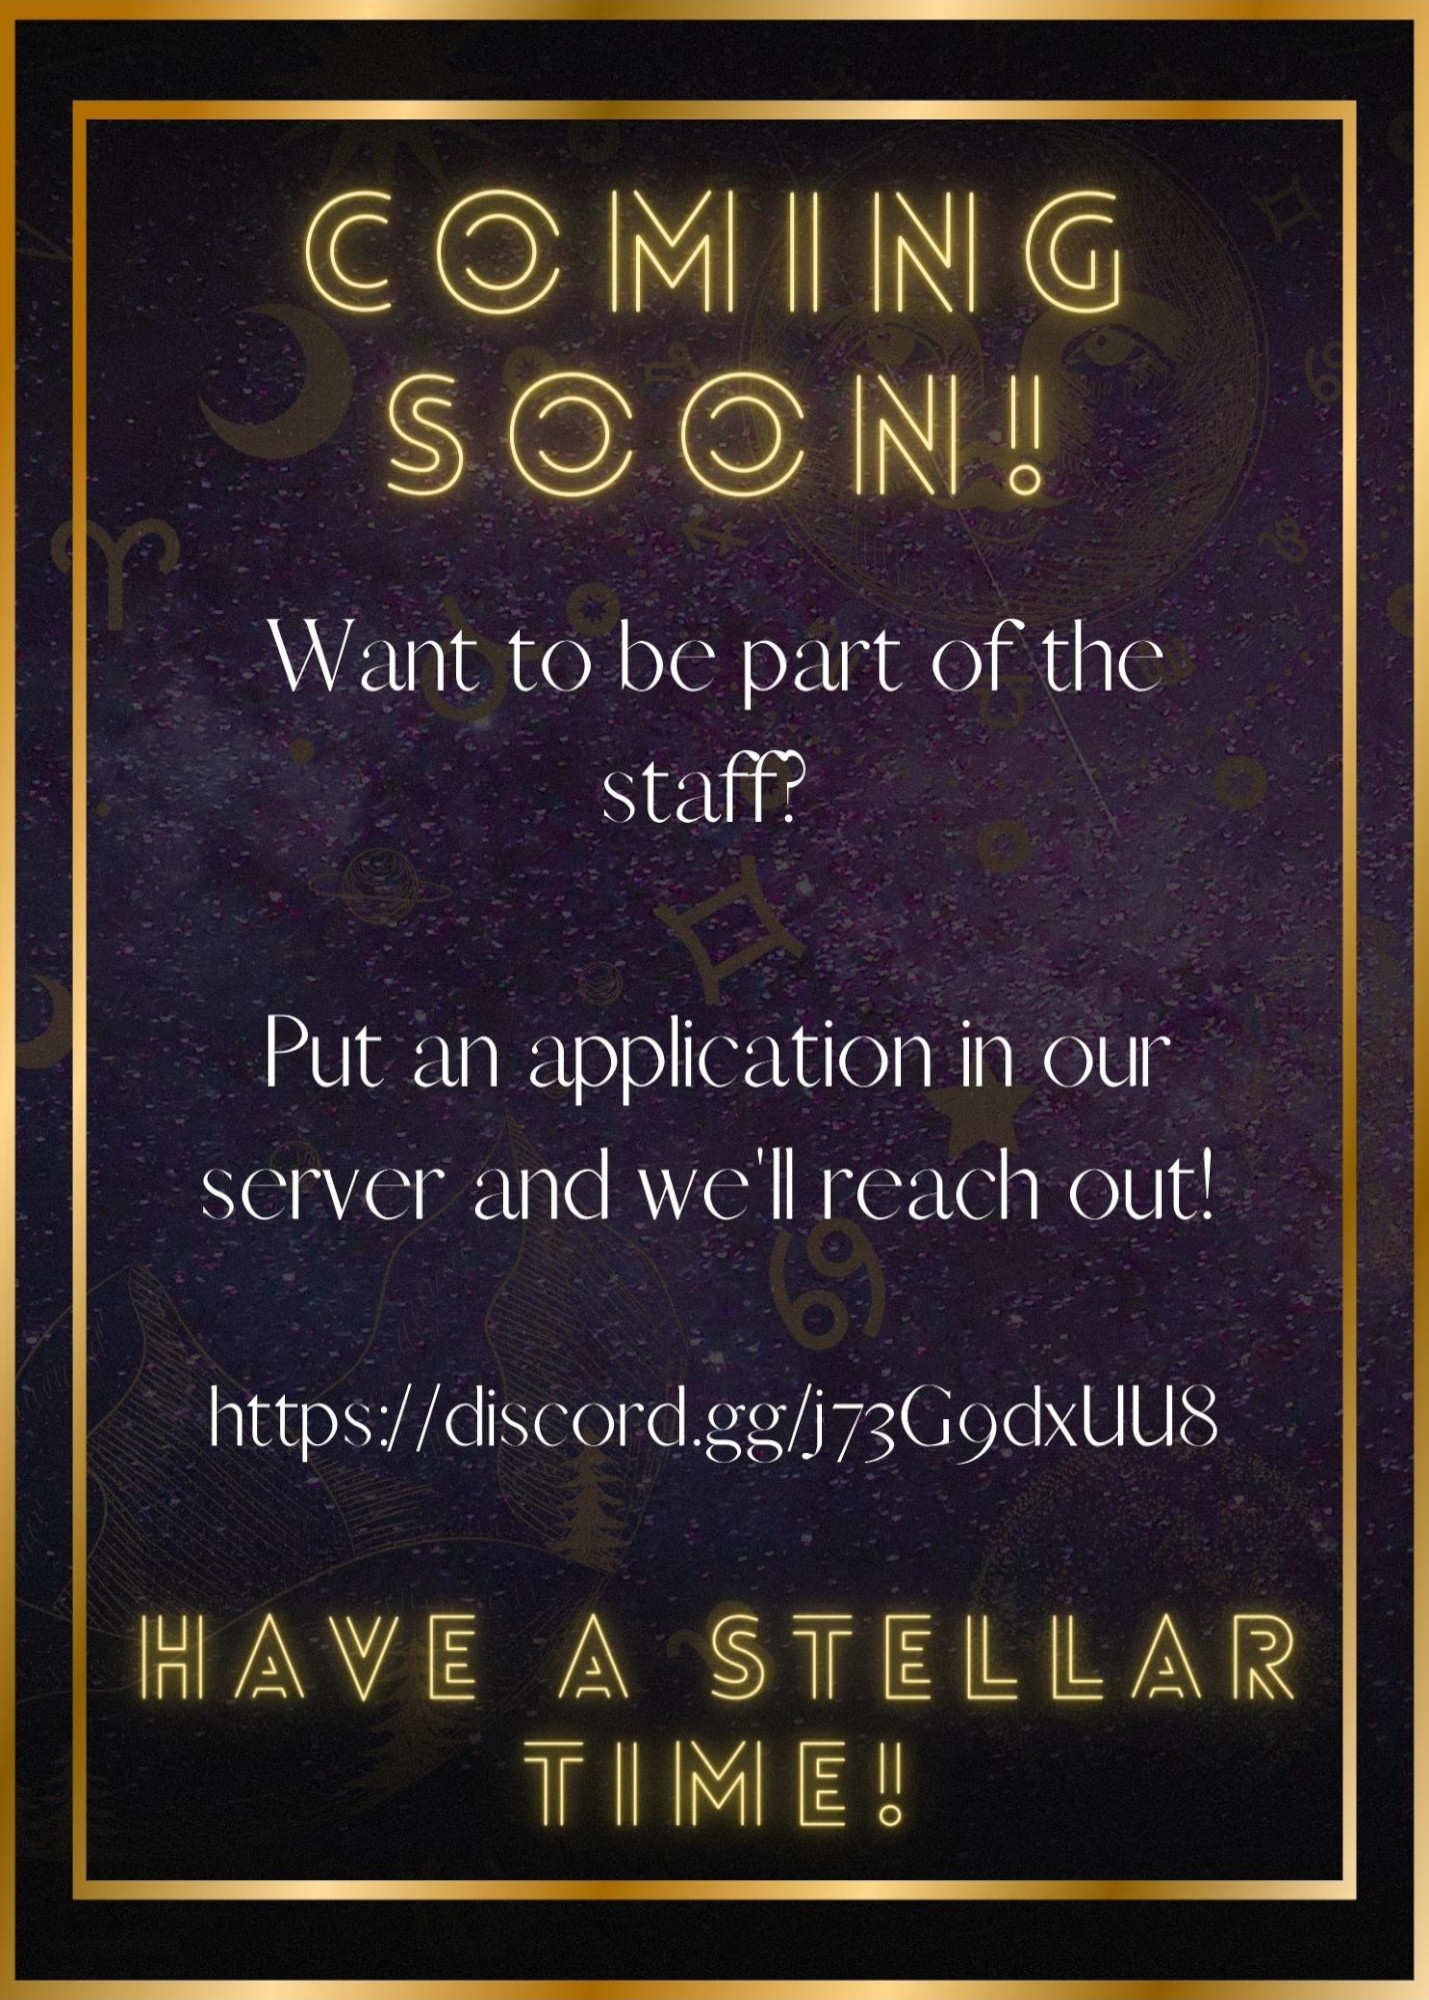 COMING
SOON!
Want to be part of the
staff?
Put an application in our
server and we'll reach out!
https://discord.gg/j73G9dxUU8
HAVE A STELLAR
TIME!